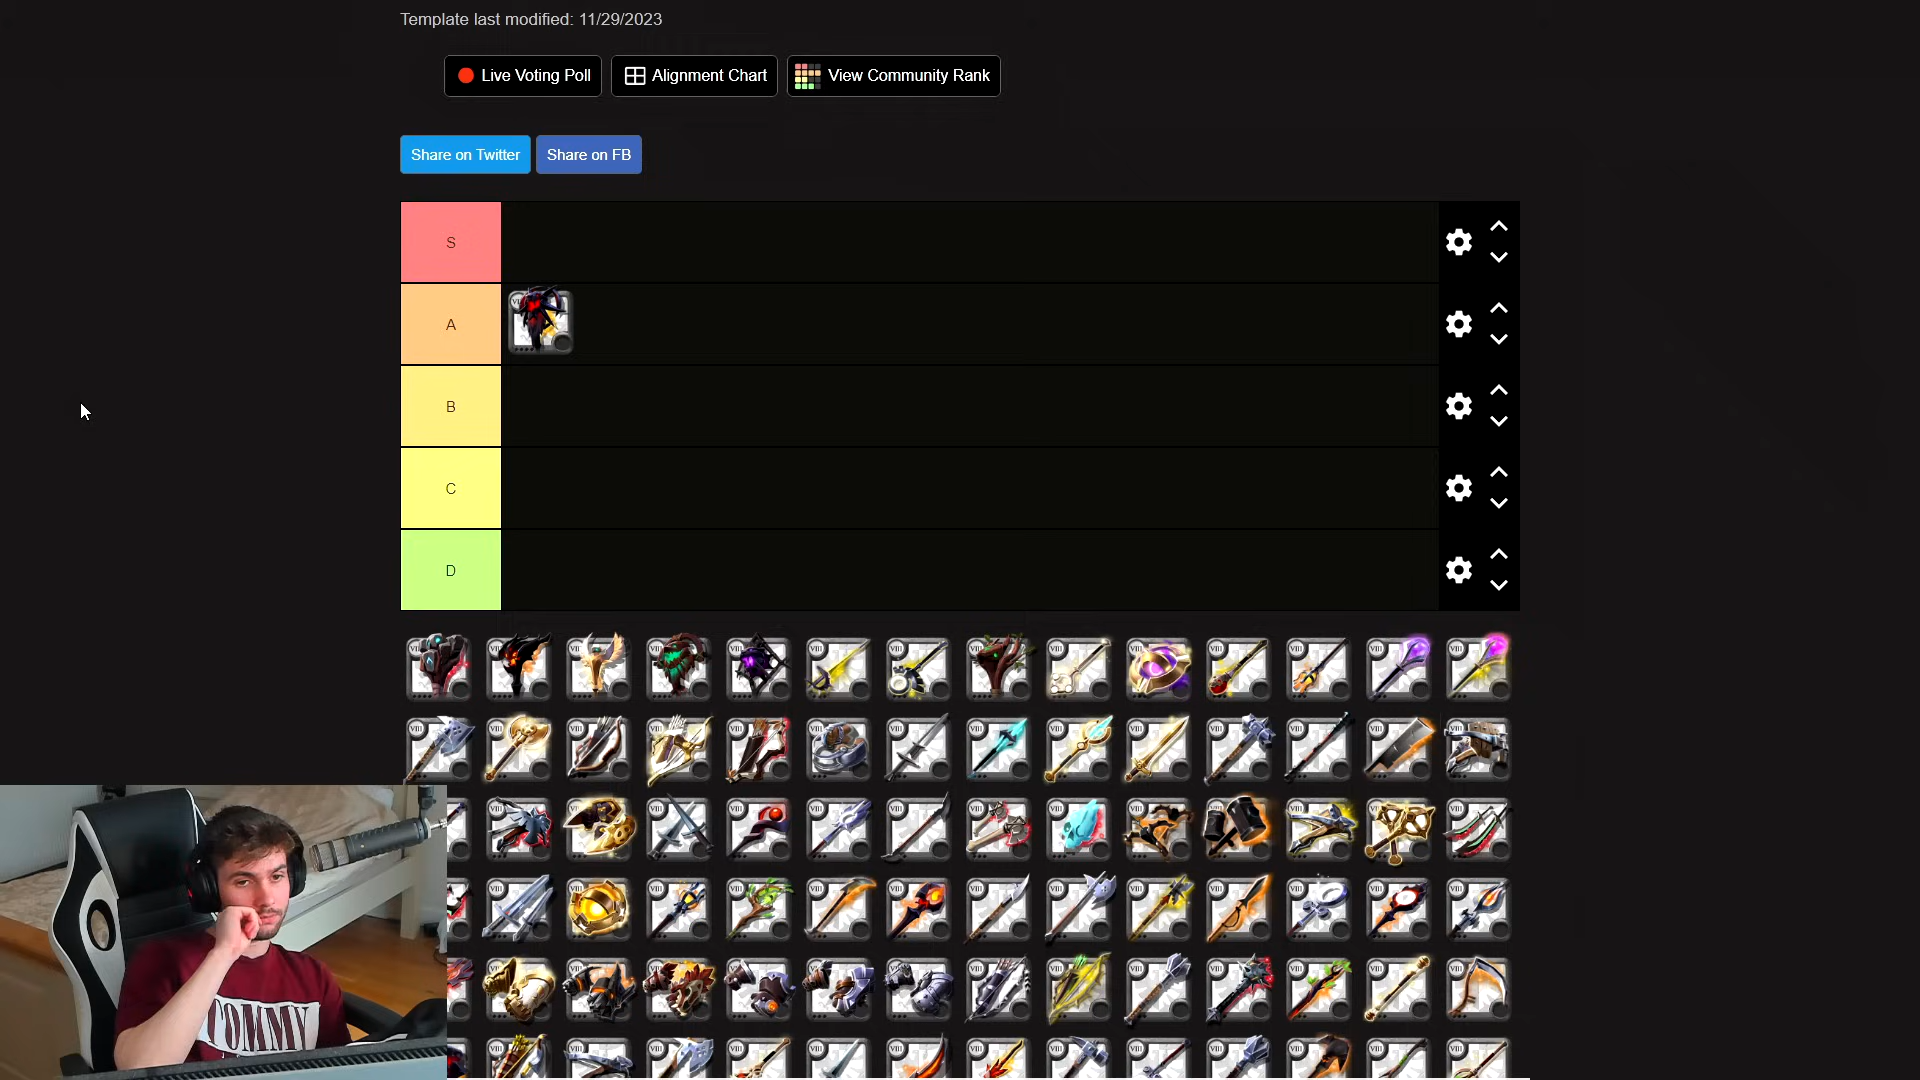 Template last modified: 11/29/2023
Live Voting Poll
Alignment Chart
View Community Rank
Share on Twitter
Share on FB
S
A
B
C
D
TOMMY